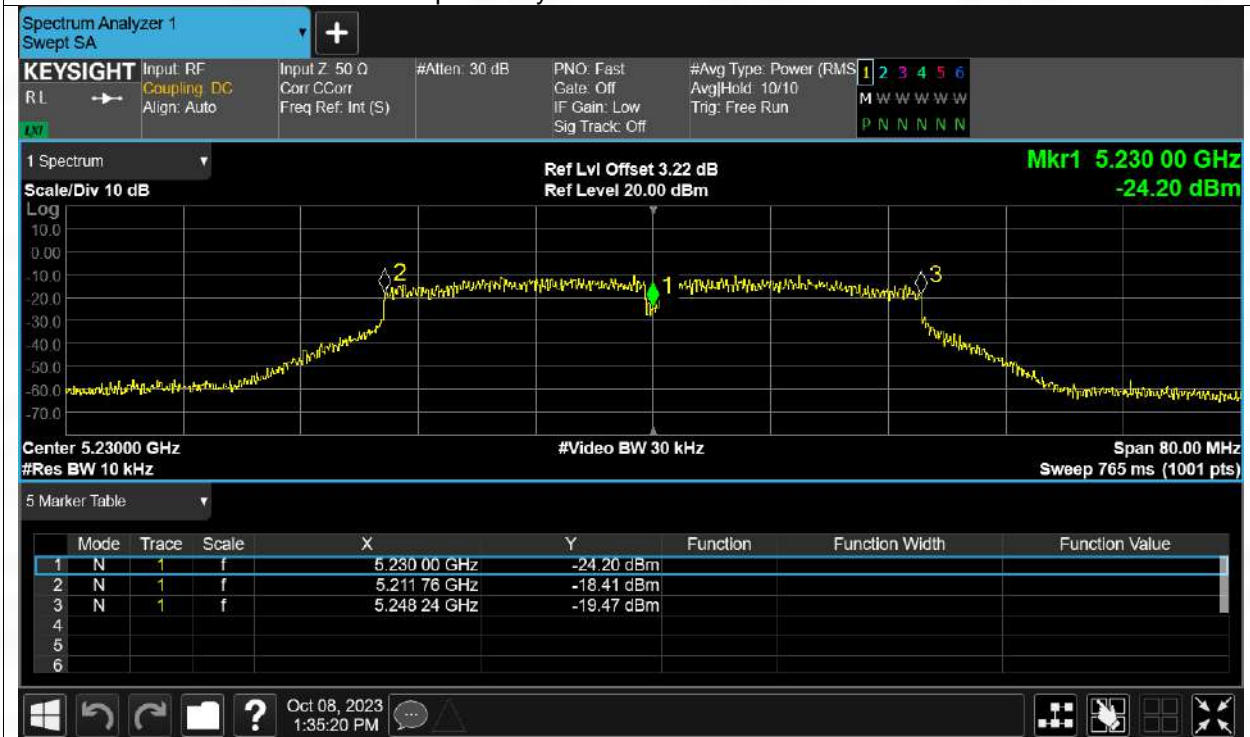 Spectrum Analyzer 1
Swept SA
+
KEYSIGHT Input: RF Input Z: 50 Ω #Atten: 30 dB PNO: Fast #Avg Type: Power (RMS 1 2 3 4 5 6
RL Coupling: DC Corr CCorr Gate: Off Avg|Hold: 10/10 M W W W W W
Align: Auto Freq Ref: Int (S) IF Gain: Low Trig: Free Run
LXI Sig Track: Off P N N N N N
1 Spectrum Ref Lvl Offset 3.22 dB Mkr1 5.230 00 GHz
Scale/Div 10 dB Ref Level 20.00 dBm -24.20 dBm
Log
10.0
0.00
-10.0 2 3
-20.0 1
-30.0
-40.0
-50.0
-60.0
-70.0
Center 5.23000 GHz #Video BW 30 kHz Span 80.00 MHz
#Res BW 10 kHz Sweep 765 ms (1001 pts)
5 Marker Table
Mode Trace Scale X Y Function Function Width Function Value
1 N 1 f 5.230 00 GHz -24.20 dBm
2 N 1 f 5.211 76 GHz -18.41 dBm
3 N 1 f 5.248 24 GHz -19.47 dBm
4
5
6
? Oct 08, 2023
1:35:20 PM